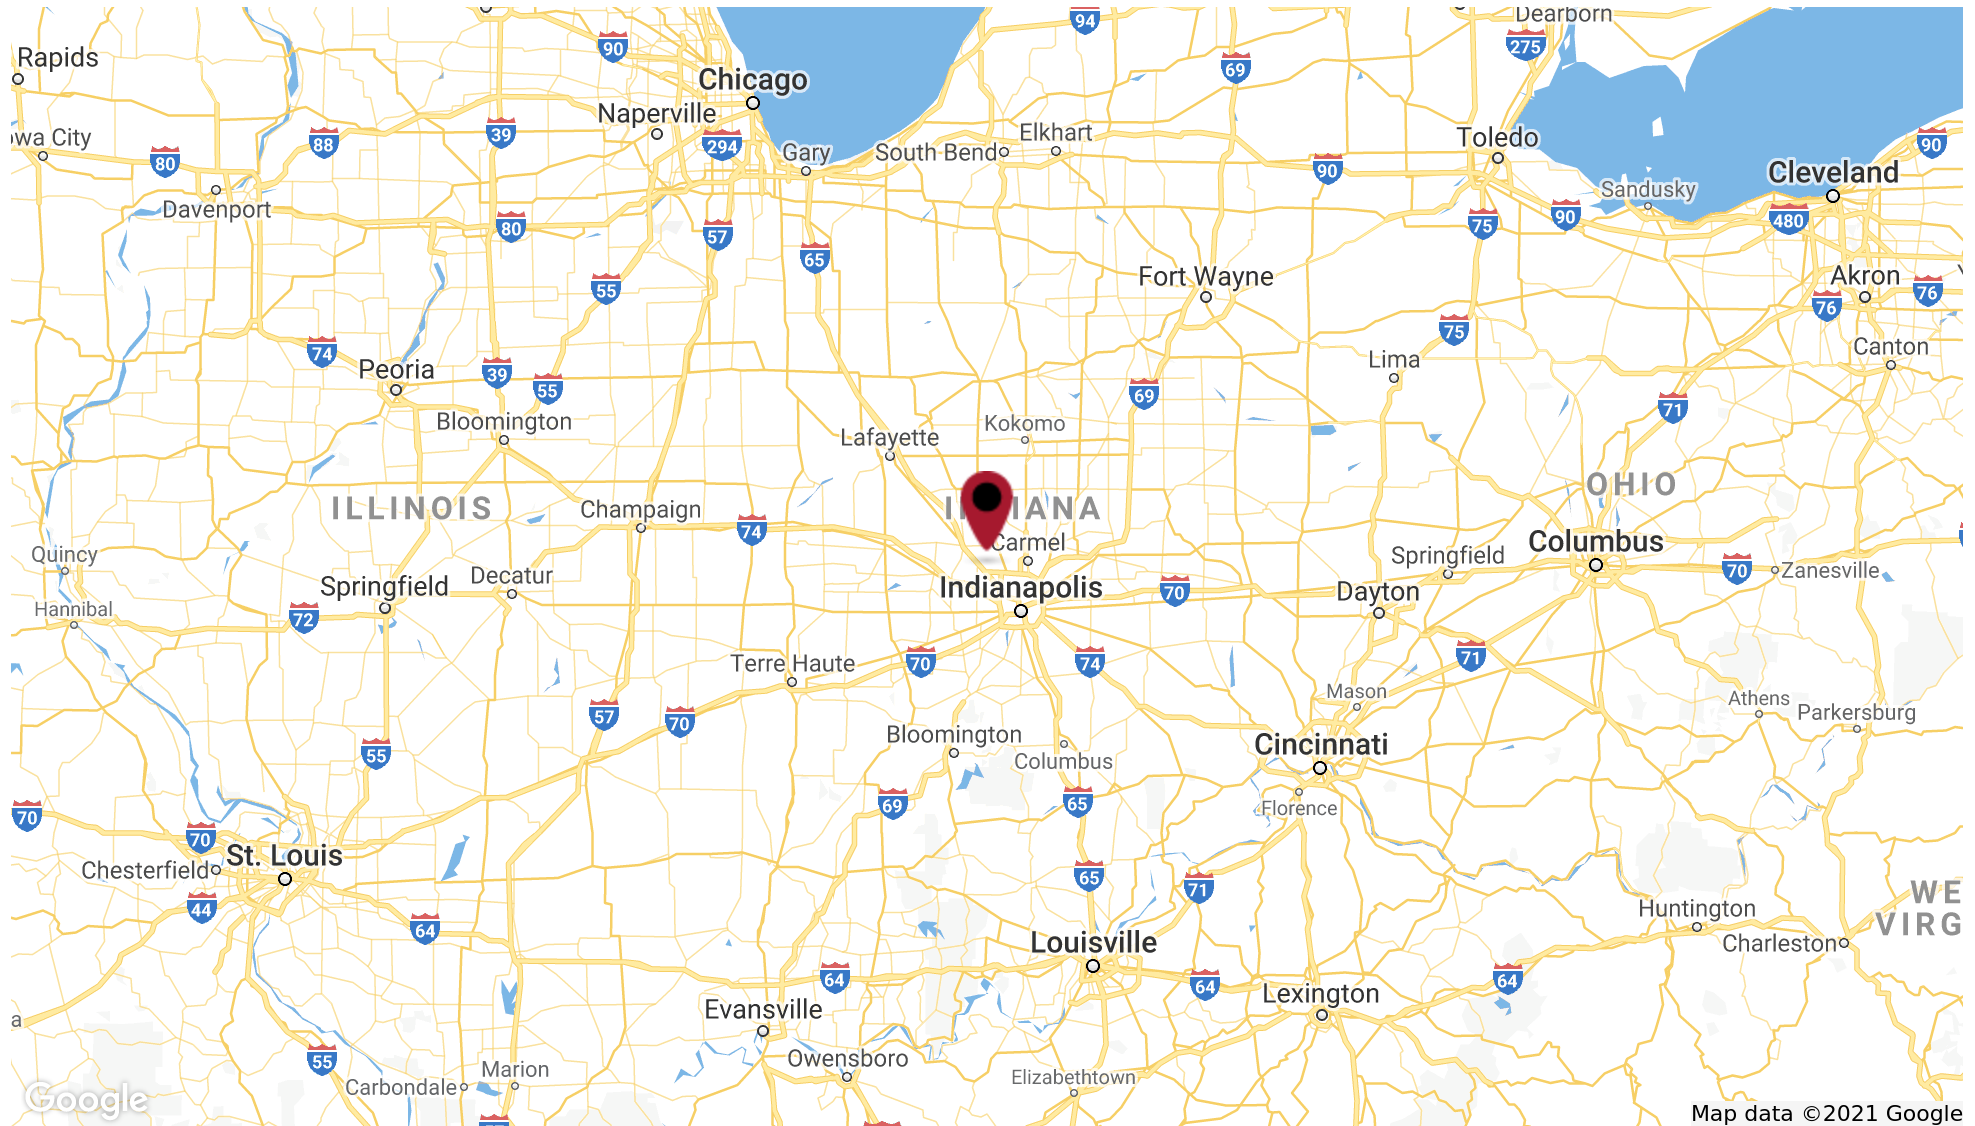 Dearborn
94
90
275
Rapids
69
Chicago
Naperville
39
Elkhart
Toledo
owa City
88
294
90
80
Gary
South Bend
90
Cleveland
Sandusky
Davenport
75
90
480
80
57
65
Fort Wayne
Akron
55
76
76
75
74
Canton
Peoria
Lima
39
55
69
71
Bloomington
Kokomo
Lafayette
OHIO
ILLINOIS
INDIANA
Champaign
74
Carmel
Columbus
Quincy
Springfield
Springfield
Decatur
Indianapolis
70
Dayton
70
Zanesville
Hannibal
72
Terre Haute
70
74
71
Mason
Athens
57
70
Parkersburg
Bloomington
Columbus
Cincinnati
55
69
65
Florence
70
70
St. Louis
Chesterfield
65
71
WE
44
64
Huntington
VIRG
Louisville
Charleston
64
64
Lexington
64
Evansville
a
55
Owensboro
Marion
Carbondale
Elizabethtown
Google
Map data ©2021 Google